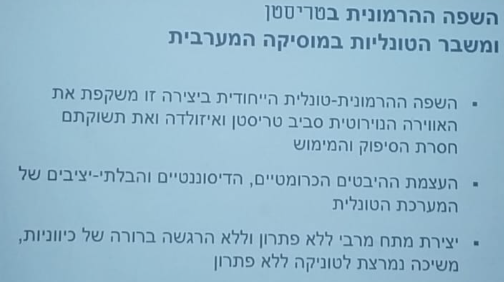 השפה ההרמונית בטריסטן
ומשבר הטונליות במוסיקה המערבית
▪ השפה ההרמונית-טונלית הייחודית ביצירה זו משקפת את
האווירה הנוירוטית סביב טריסטן ואיזולדה ואת תשוקתם
חסרת הסיפוק והמימוש
▪ העצמת ההיבטים הכרומטיים, הדיסוננטיים והבלתי-יציבים של
המערכת הטונלית
▪ יצירת מתח מרבי ללא פתרון וללא הרגשה ברורה של כיווניות,
משיכה נמרצת לטוניקה ללא פתרון